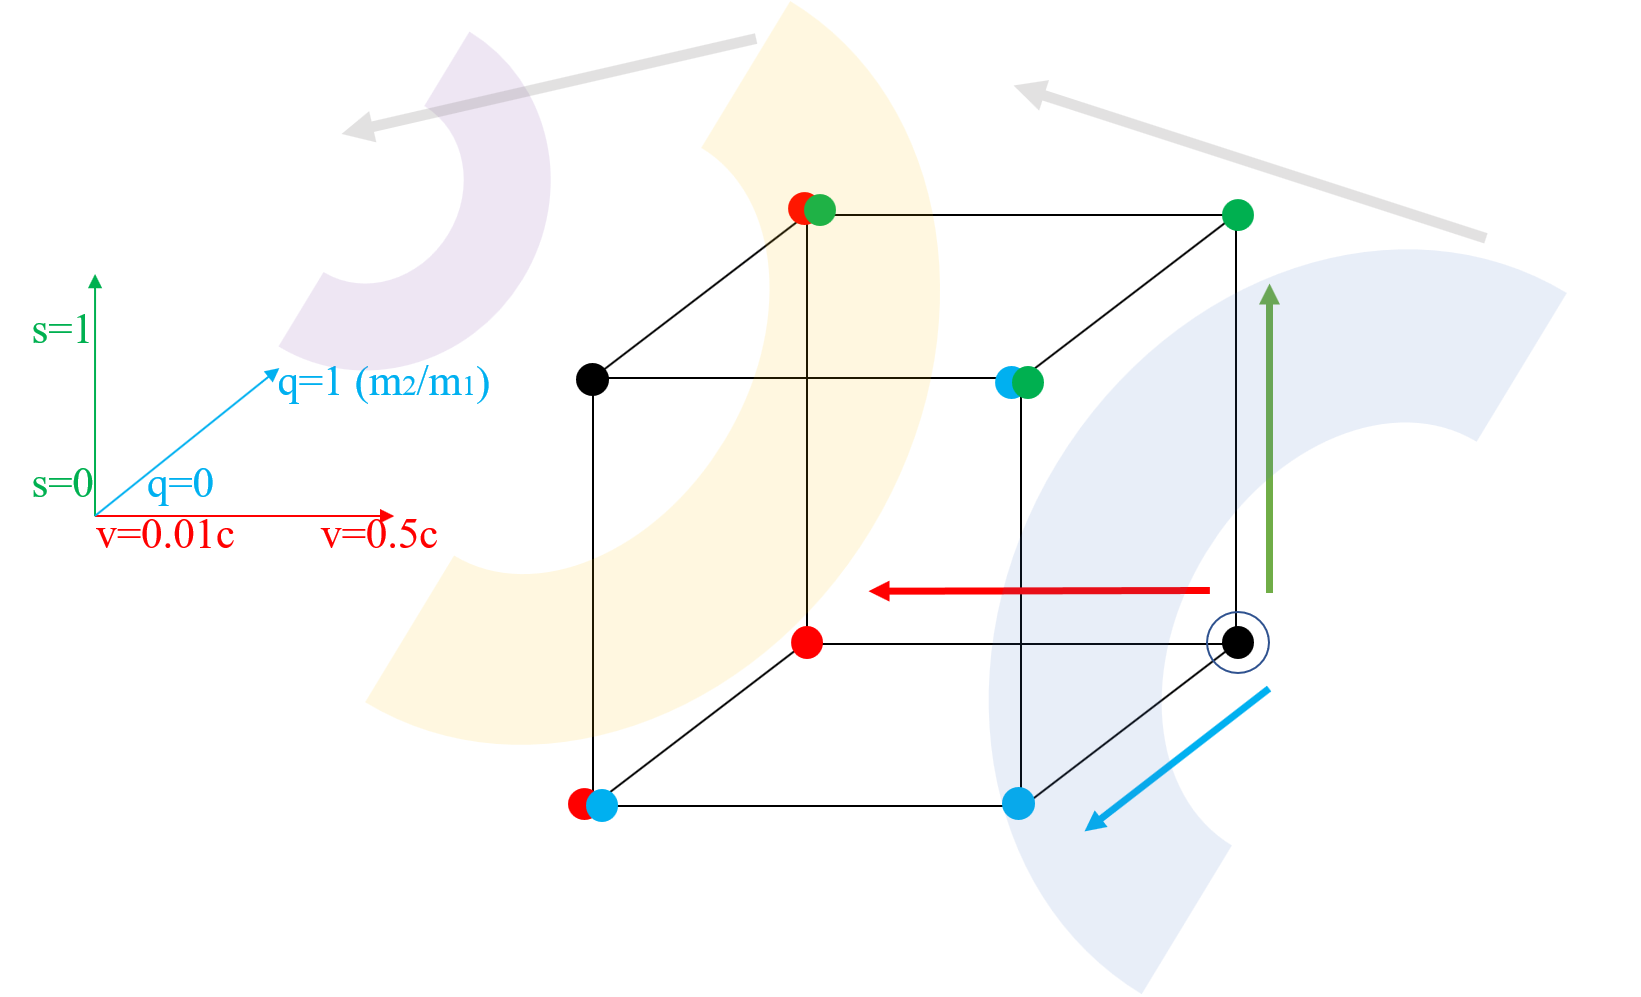 s=1
q=1 (m2/m1)
s=0
q=0
v=0.01c
v=0.5c